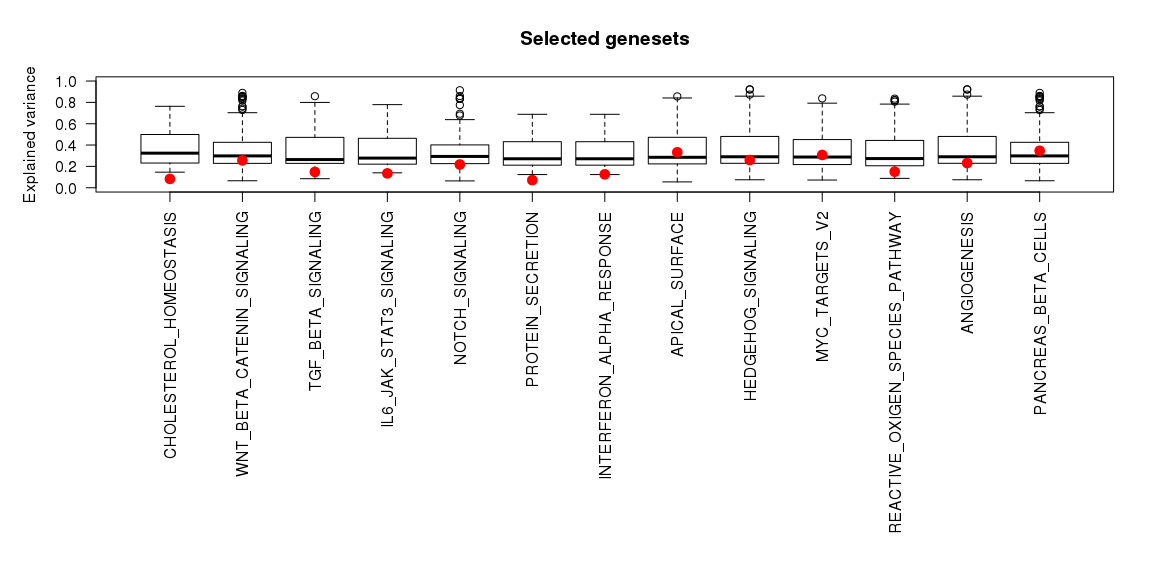 Selected genesets
Explained variance
1.0
0.8
0.6
0.4
0.2
0.0
CHOLESTEROL_HOMEOSTASIS
WNT_BETA_CATENIN_SIGNALING
TGF_BETA_SIGNALING
IL6_JAK_STAT3_SIGNALING
NOTCH_SIGNALING
PROTEIN_SECRETION
INTERFERON_ALPHA_RESPONSE
APICAL_SURFACE
HEDGEHOG_SIGNALING
MYC_TARGETS_V2
REACTIVE_OXIGEN_SPECIES_PATHWAY
ANGIOGENESIS
PANCREAS_BETA_CELLS